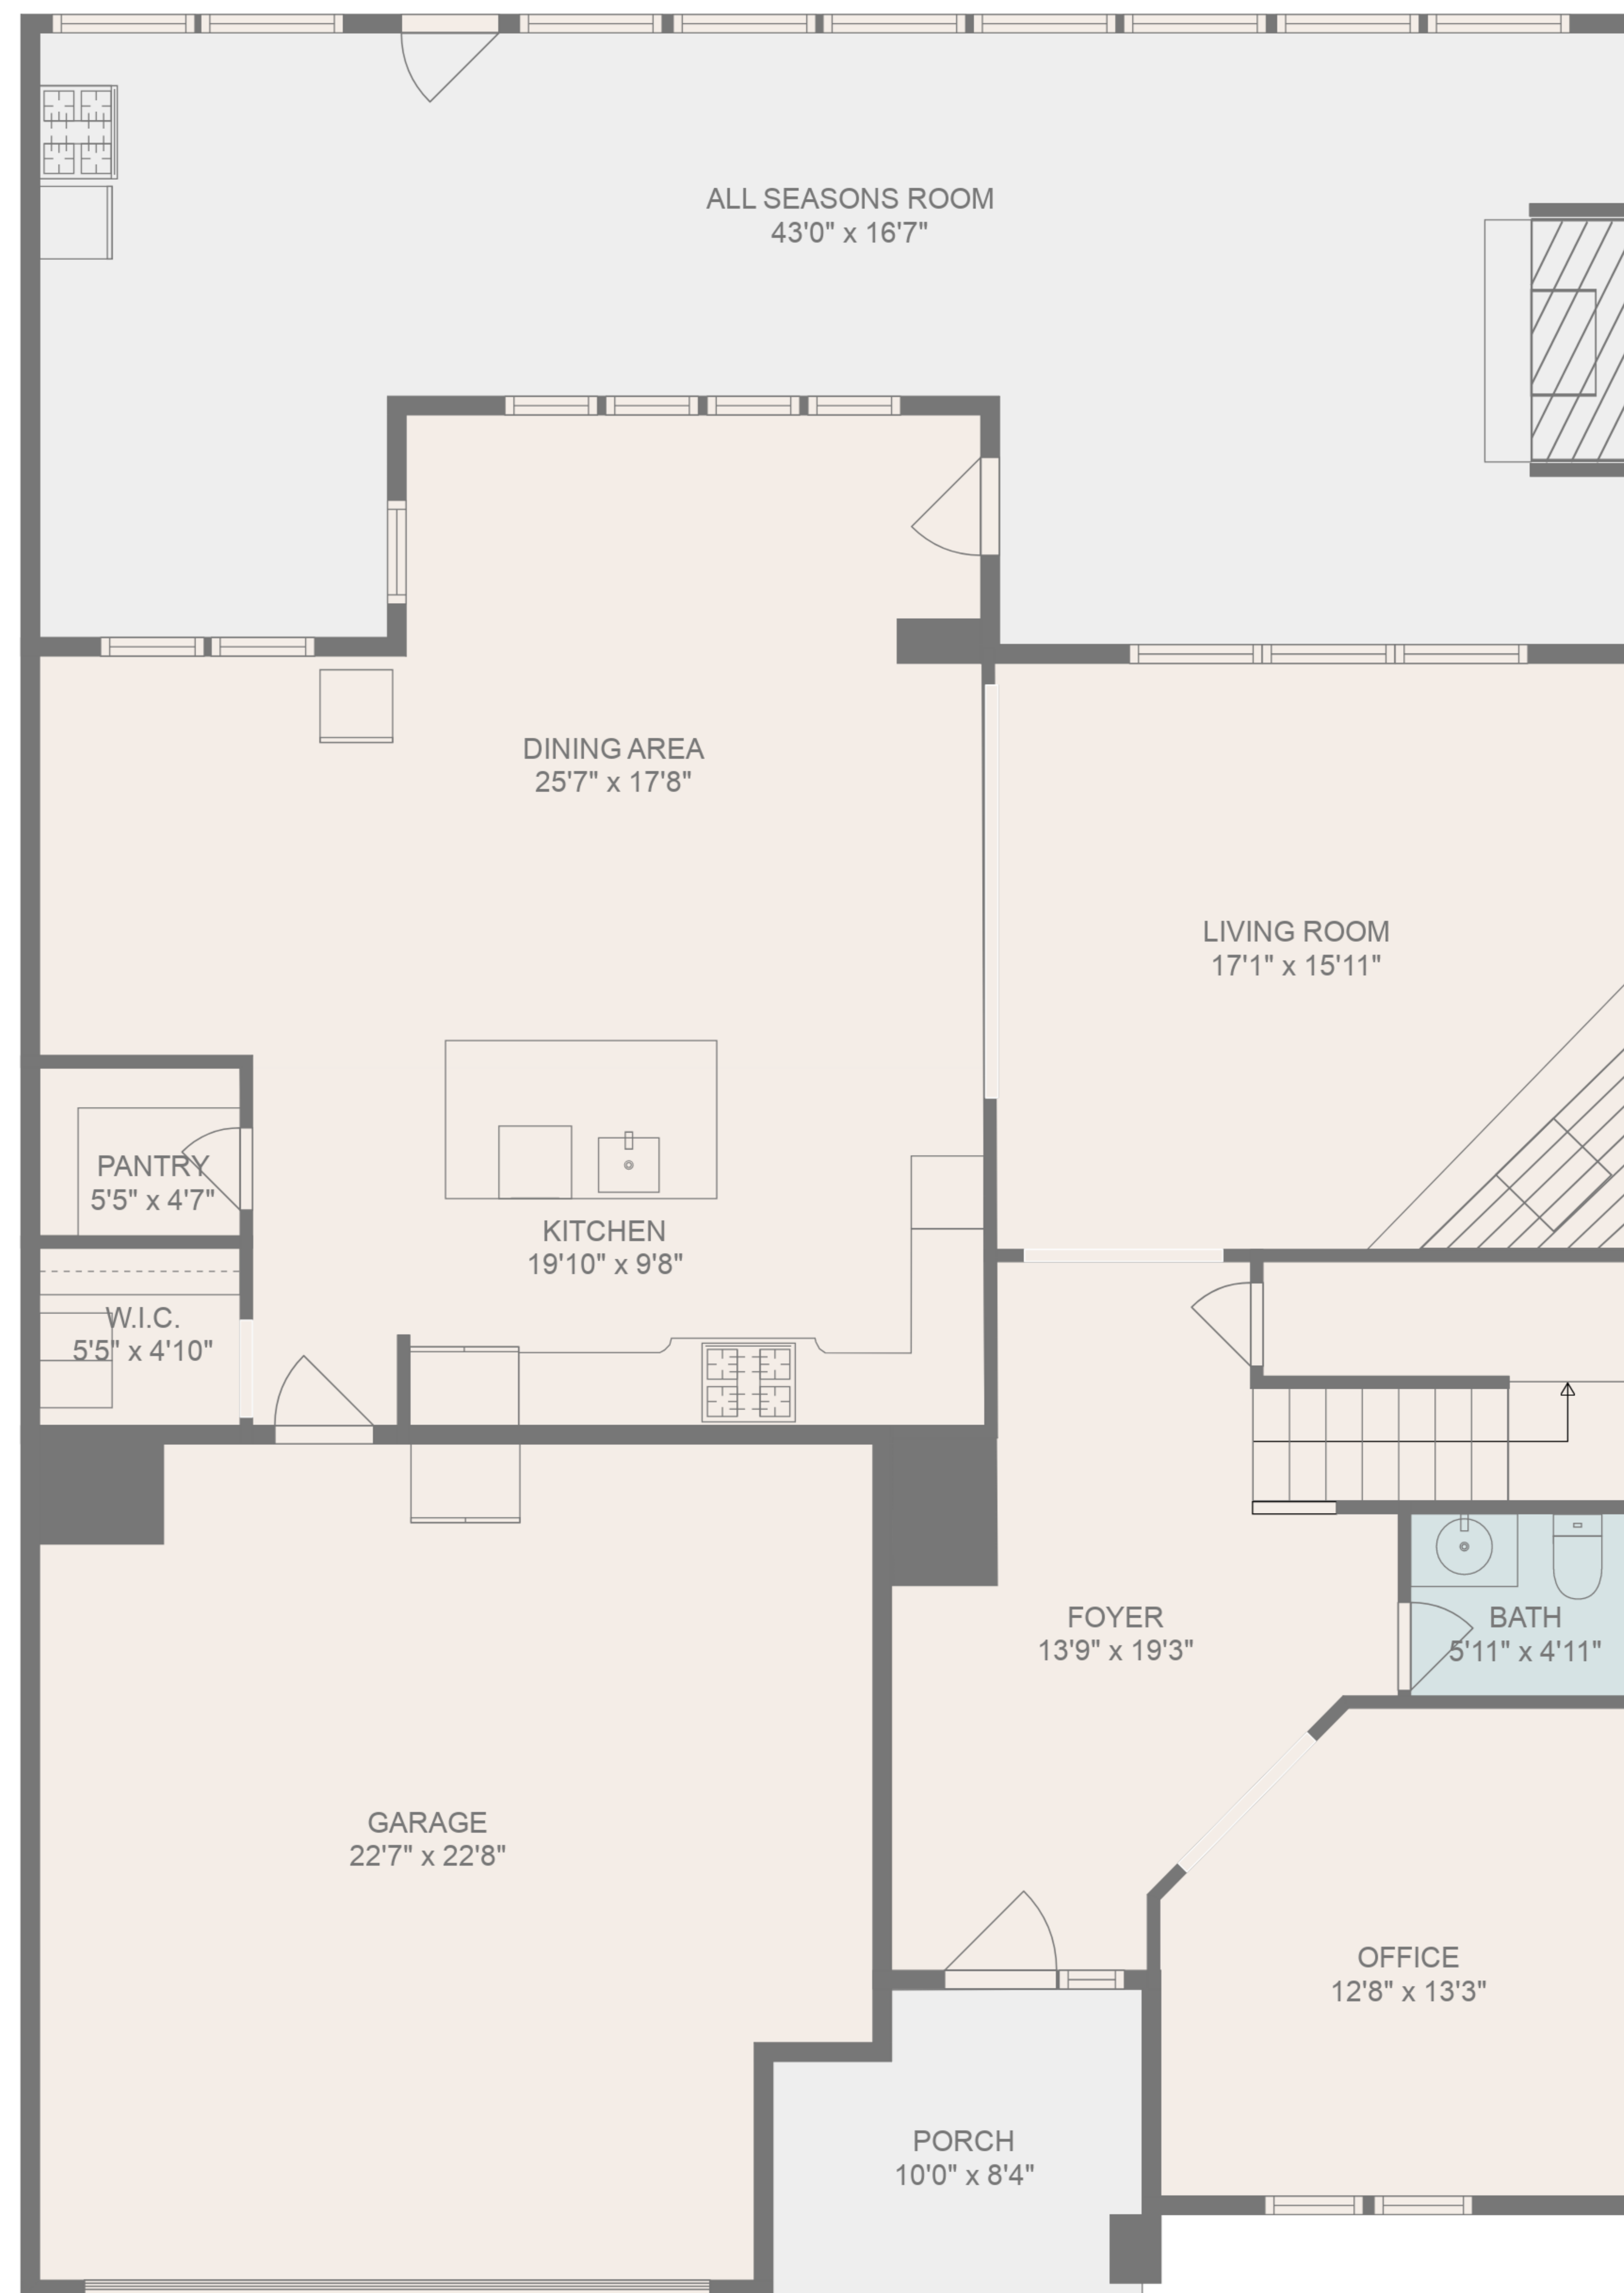 ALL SEASONS ROOM
43'0" x 16'7"
DINING AREA
25'7" x 17'8"
LIVING ROOM
17'1" x 15'11"
PANTRY
5'5" x 4'7"
KITCHEN
19'10" x 9'8"
W.I.C.
5'5" x 4'10"
FOYER
13'9" x 19'3"
BATH
5'11" x 4'11"
GARAGE
22'7" x 22'8"
OFFICE
12'8" x 13'3"
PORCH
10'0" x 8'4"